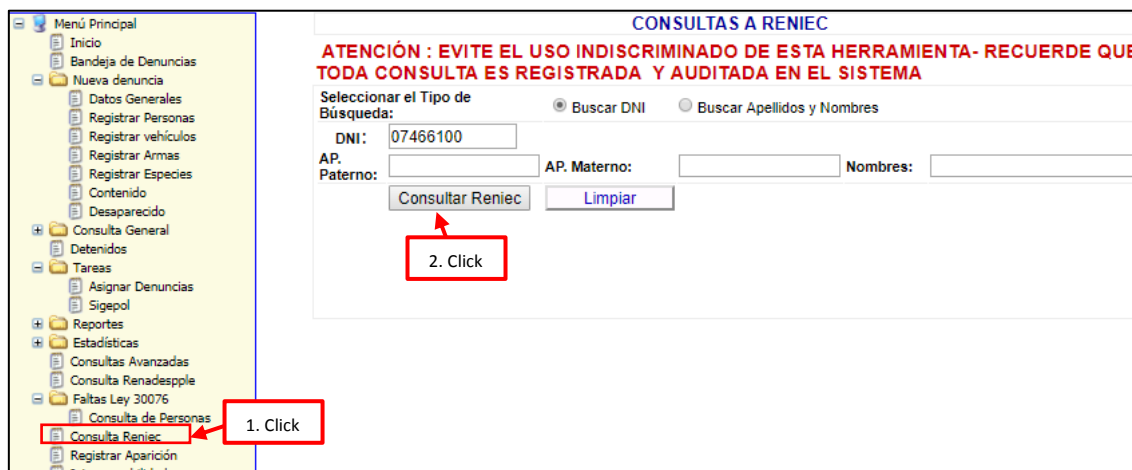 Menú Principal
Inicio
Bandeja de Denuncias
Nueva denuncia
Datos Generales
Registrar Personas
Registrar vehículos
Registrar Armas
Registrar Especies
Contenido
Desaparecido
Consulta General
Detenidos
Tareas
Asignar Denuncias
Sigepol
Reportes
Estadísticas
Consultas Avanzadas
Consulta Renadespple
Faltas Ley 30076
Consulta de Personas
Consulta Reniec
Registrar Aparición
1. Click
CONSULTAS A RENIEC
ATENCIÓN : EVITE EL USO INDISCRIMINADO DE ESTA HERRAMIENTA- RECUERDE QUE
TODA CONSULTA ES REGISTRADA Y AUDITADA EN EL SISTEMA
Seleccionar el Tipo de
Búsqueda:
Buscar DNI Buscar Apellidos y Nombres
DNI: 07466100
AP.
Paterno:
AP. Materno: Nombres:
Consultar Reniec Limpiar
2. Click